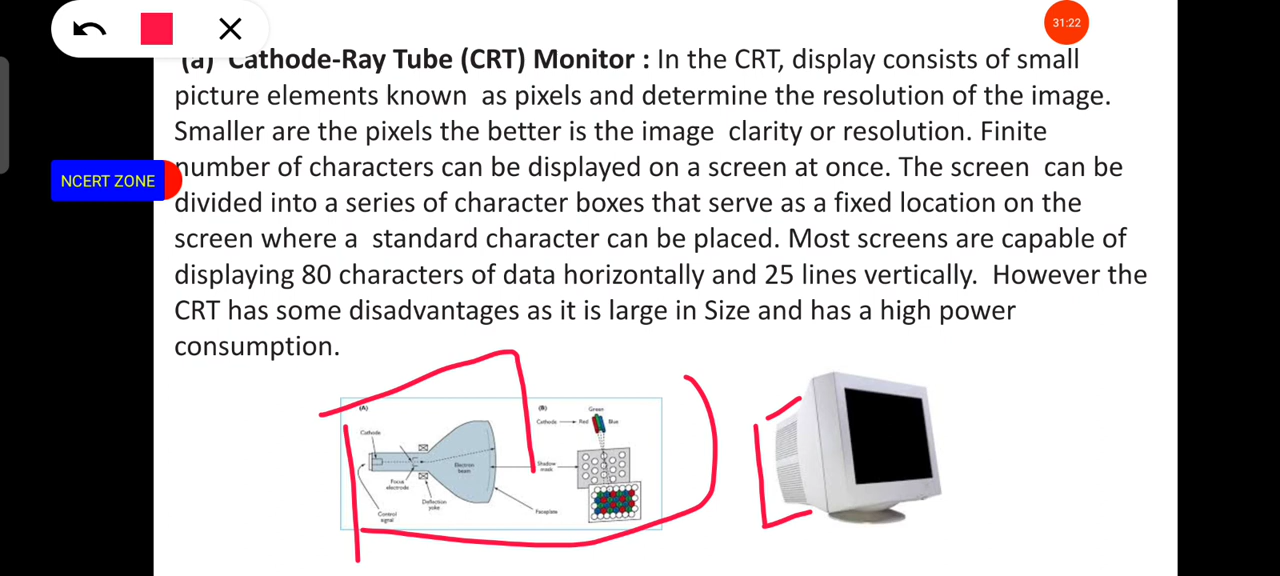 31:22
(a) Cathode-Ray Tube (CRT) Monitor : In the CRT, display consists of small
picture elements known as pixels and determine the resolution of the image.
Smaller are the pixels the better is the image clarity or resolution. Finite
number of characters can be displayed on a screen at once. The screen can be
NCERT ZONE
divided into a series of character boxes that serve as a fixed location on the
screen where a standard character can be placed. Most screens are capable of
displaying 80 characters of data horizontally and 25 lines vertically. However the
CRT has some disadvantages as it is large in Size and has a high power
consumption.
(A)
Cathode
Focus
electrode
Control
signal
Deflection
yoke
Electron
beam
Faceplate
(B)
Green
Cathode
Red
Blue
Shadow
mask